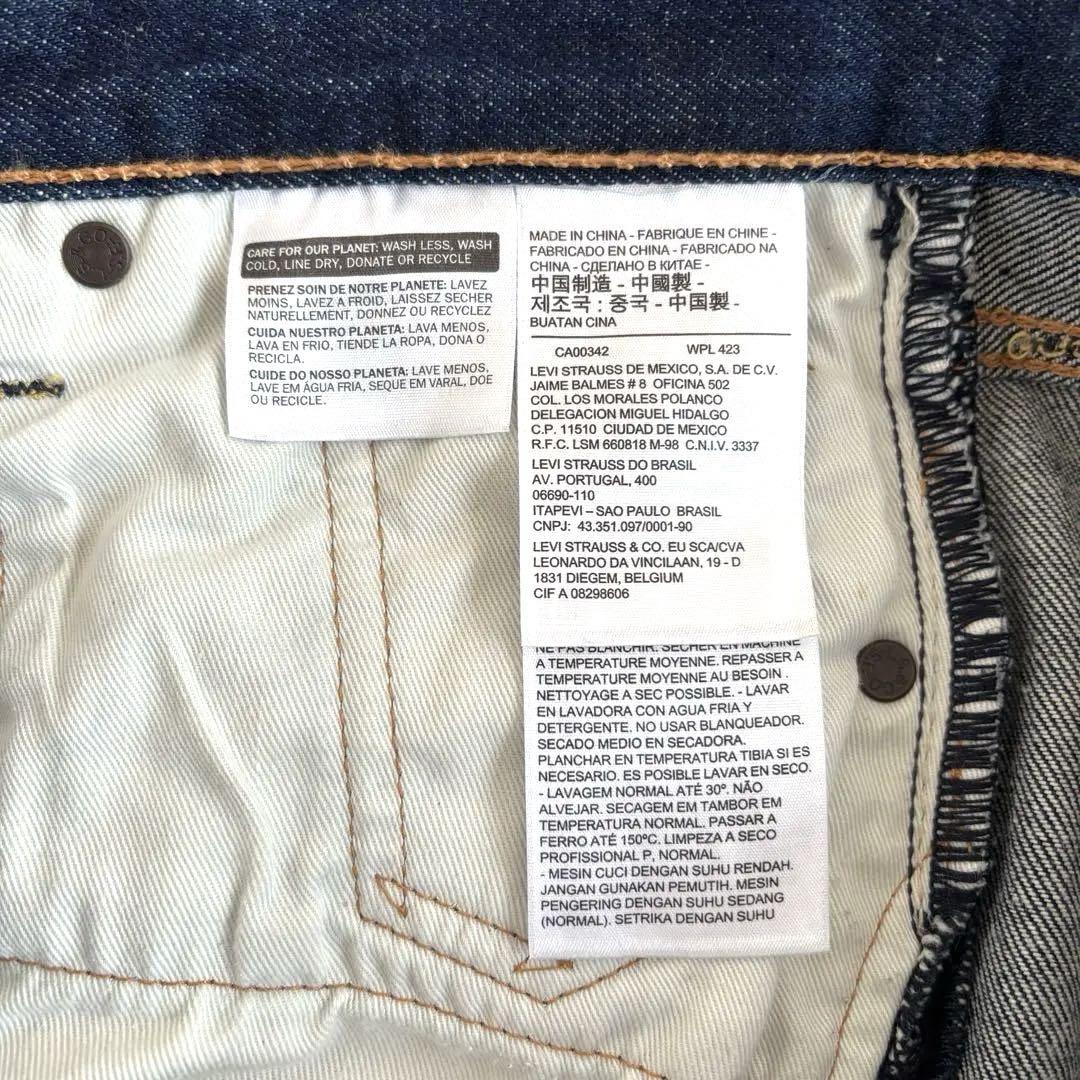 CARE FOR OUR PLANET: WASH LESS, WASH
COLD, LINE DRY, DONATE OR RECYCLE
PRENEZ SOIN DE NOTRE PLANETE: LAVEZ
MOINS, LAVEZ A FROID, LAISSEZ SECHER
NATURELLEMENT, DONNEZ OU RECYCLEZ
CUIDA NUESTRO PLANETA: LAVA MENOS,
LAVA EN FRIO, TIENDE LA ROPA, DONA O
RECICLA.
CUIDE DO NOSSO PLANETA: LAVE MENOS,
LAVE EM ÁGUA FRIA, SEQUE EM VARAL, DOE
OU RECICLE.
MADE IN CHINA - FABRIQUE EN CHINE -
FABRICADO EN CHINA - FABRICADO NA
CHINA - СДЕЛАНО В КИТАЕ -
中国制造 - 中國製 -
제조국 : 중국 - 中国製 -
BUATAN CINA
CA00342 WPL 423
LEVI STRAUSS DE MEXICO, S.A. DE C.V.
JAIME BALMES # 8 OFICINA 502
COL. LOS MORALES POLANCO
DELEGACION MIGUEL HIDALGO
C.P. 11510 CIUDAD DE MEXICO
R.F.C. LSM 660818 M-98 C.N.I.V. 3337
LEVI STRAUSS DO BRASIL
AV. PORTUGAL, 400
06690-110
ITAPEVI – SAO PAULO BRASIL
CNPJ: 43.351.097/0001-90
LEVI STRAUSS & CO. EU SCA/CVA
LEONARDO DA VINCILAAN, 19 - D
1831 DIEGEM, BELGIUM
CIF A 08298606
NE PAS BLANCHIR. SECHER EN MACHINE
A TEMPERATURE MOYENNE. REPASSER A
TEMPERATURE MOYENNE AU BESOIN .
NETTOYAGE A SEC POSSIBLE. - LAVAR
EN LAVADORA CON AGUA FRIA Y
DETERGENTE. NO USAR BLANQUEADOR.
SECADO MEDIO EN SECADORA.
PLANCHAR EN TEMPERATURA TIBIA SI ES
NECESARIO. ES POSIBLE LAVAR EN SECO.
- LAVAGEM NORMAL ATÉ 30º. NÃO
ALVEJAR. SECAGEM EM TAMBOR EM
TEMPERATURA NORMAL. PASSAR A
FERRO ATÉ 150ºC. LIMPEZA A SECO
PROFISSIONAL P, NORMAL.
- MESIN CUCI DENGAN SUHU RENDAH.
JANGAN GUNAKAN PEMUTIH. MESIN
PENGERING DENGAN SUHU SEDANG
(NORMAL). SETRIKA DENGAN SUHU